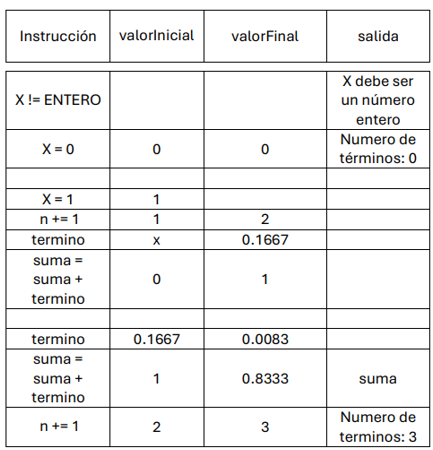 Instrucción valorInicial valorFinal salida
X != ENTERO X debe ser un número entero
X = 0 0 0 Numero de términos: 0
X = 1 1
n += 1 1 2
termino x 0.1667
suma = suma + termino 0 1
termino 0.1667 0.0083
suma = suma + termino 1 0.8333 suma
n += 1 2 3 Numero de terminos: 3